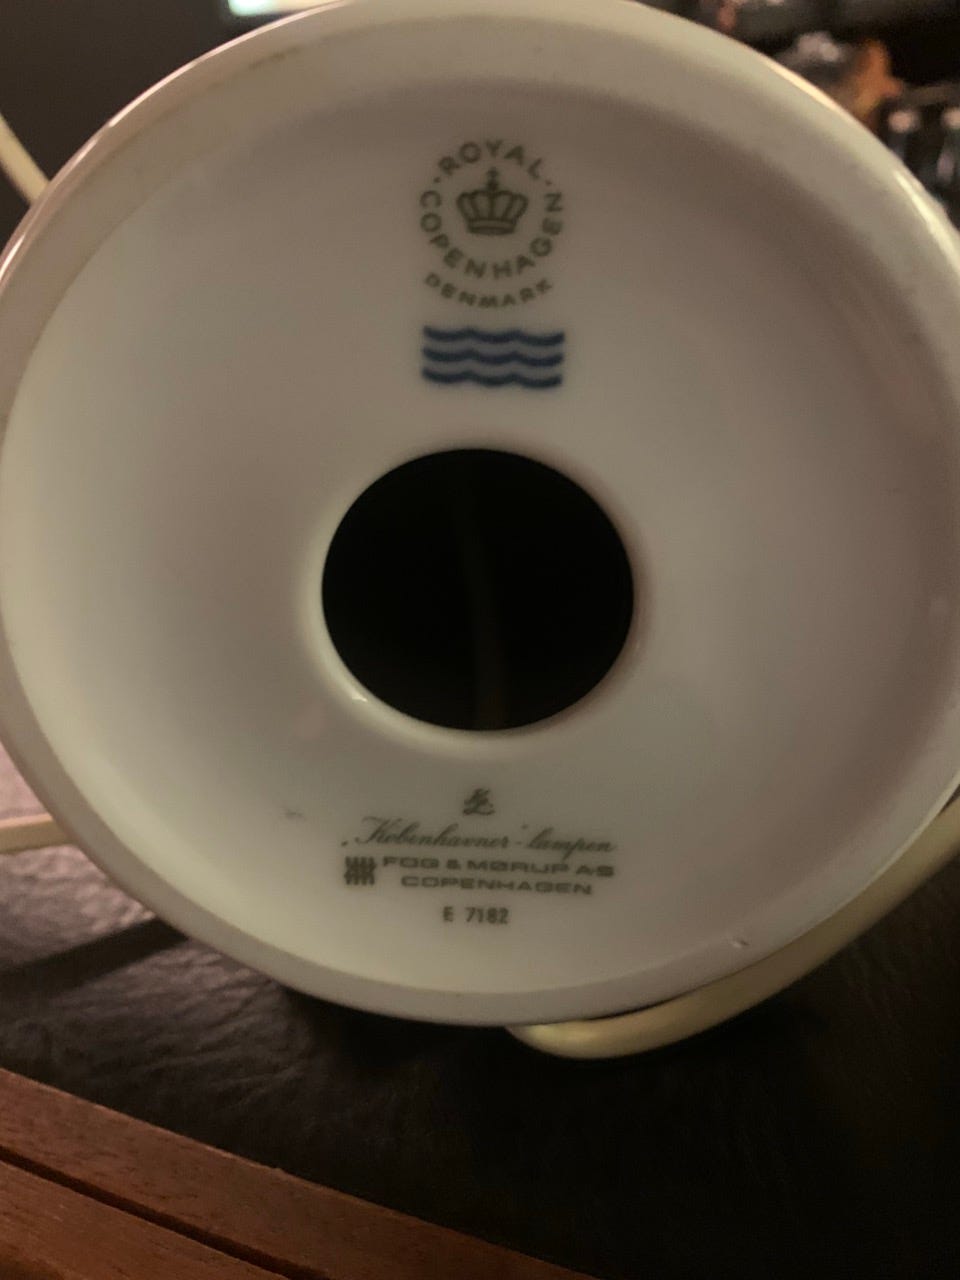 ·ROYAL·
COPENHAGEN
DENMARK
„Københavner"-lampen
FOG & MØRUP A/S
COPENHAGEN
E 7182